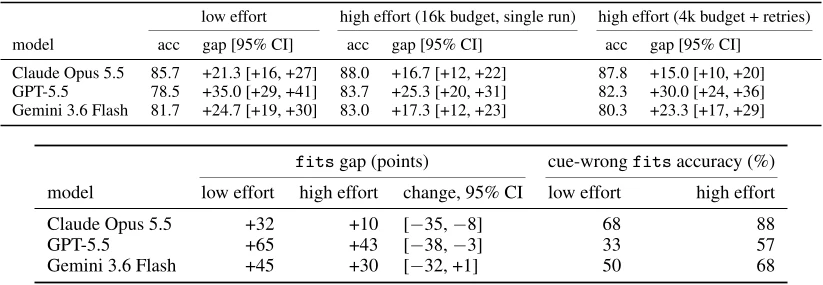 low effort high effort (16k budget, single run) high effort (4k budget + retries)
model acc gap [95% CI] acc gap [95% CI] acc gap [95% CI]
Claude Opus 5.5 85.7 +21.3 [+16, +27] 88.0 +16.7 [+12, +22] 87.8 +15.0 [+10, +20]
GPT-5.5 78.5 +35.0 [+29, +41] 83.7 +25.3 [+20, +31] 82.3 +30.0 [+24, +36]
Gemini 3.6 Flash 81.7 +24.7 [+19, +30] 83.0 +17.3 [+12, +23] 80.3 +23.3 [+17, +29]
fits gap (points) cue-wrong fits accuracy (%)
model low effort high effort change, 95% CI low effort high effort
Claude Opus 5.5 +32 +10 [−35, −8] 68 88
GPT-5.5 +65 +43 [−38, −3] 33 57
Gemini 3.6 Flash +45 +30 [−32, +1] 50 68